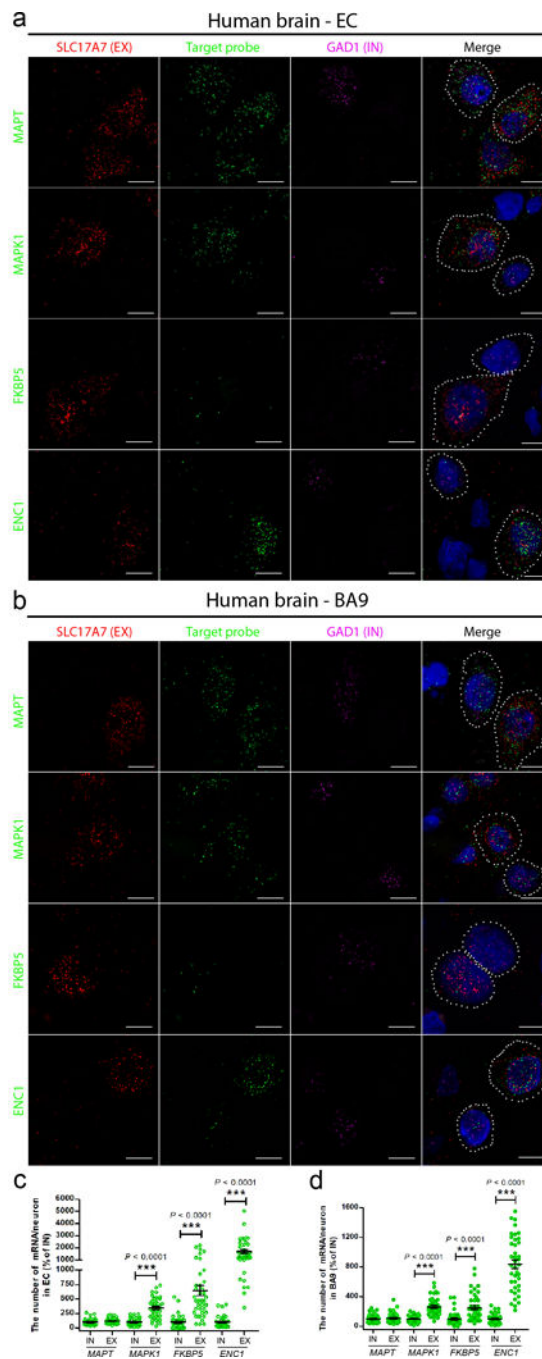 a
Human brain - EC
SLC17A7 (EX) Target probe GAD1 (IN) Merge
MAPT
MAPK1
FKBP5
ENC1
b
Human brain - BA9
SLC17A7 (EX) Target probe GAD1 (IN) Merge
MAPT
MAPK1
FKBP5
ENC1
c
The number of mRNA/neuron
in EC (% of IN)
6000
5000
4000
3000
2000
1000
1000
750
500
250
0
P < 0.0001
***
P < 0.0001
***
P < 0.0001
***
IN EX IN EX IN EX IN EX
MAPT MAPK1 FKBP5 ENC1
d
The number of mRNA/neuron
in BA9 (% of IN)
1600
1200
800
400
0
P < 0.0001
***
P < 0.0001
***
P < 0.0001
***
IN EX IN EX IN EX IN EX
MAPT MAPK1 FKBP5 ENC1